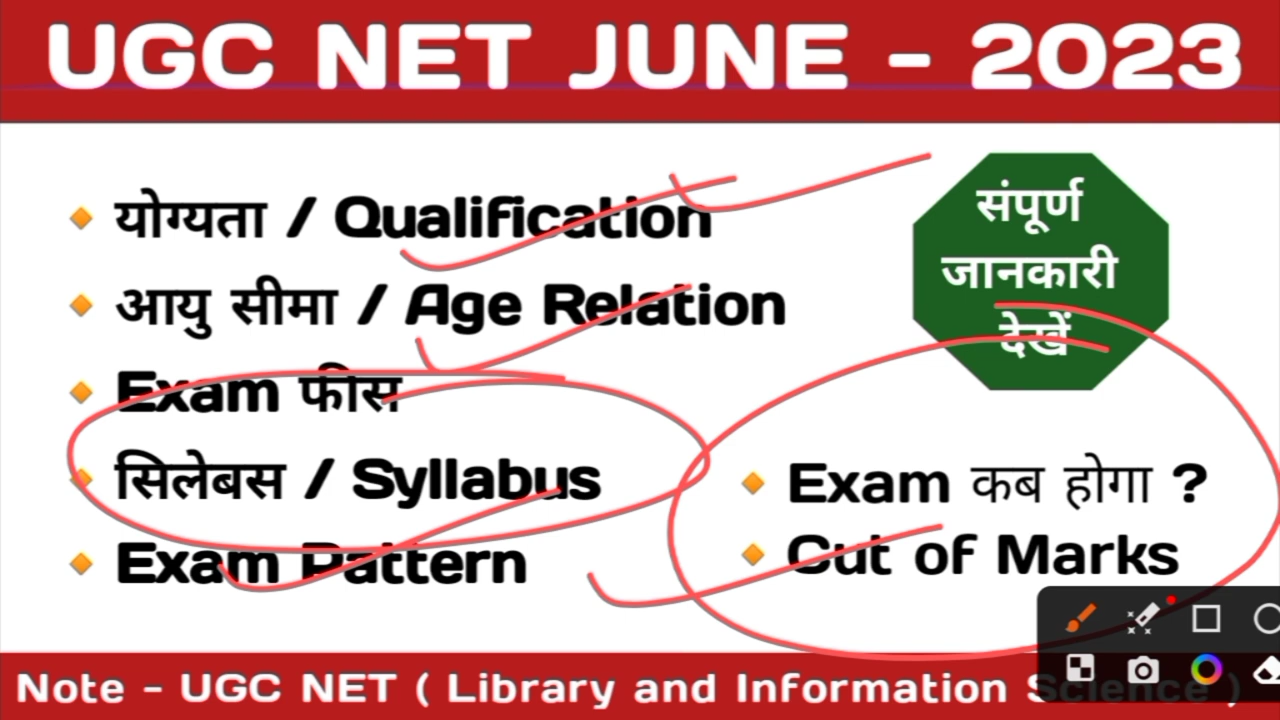 UGC NET JUNE - 2023
योग्यता / Qualification
आयु सीमा / Age Relation
Exam फीस
सिलेबस / Syllabus
Exam Pattern
संपूर्ण
जानकारी
देखें
Exam कब होगा ?
Cut of Marks
Note - UGC NET ( Library and Information Science )